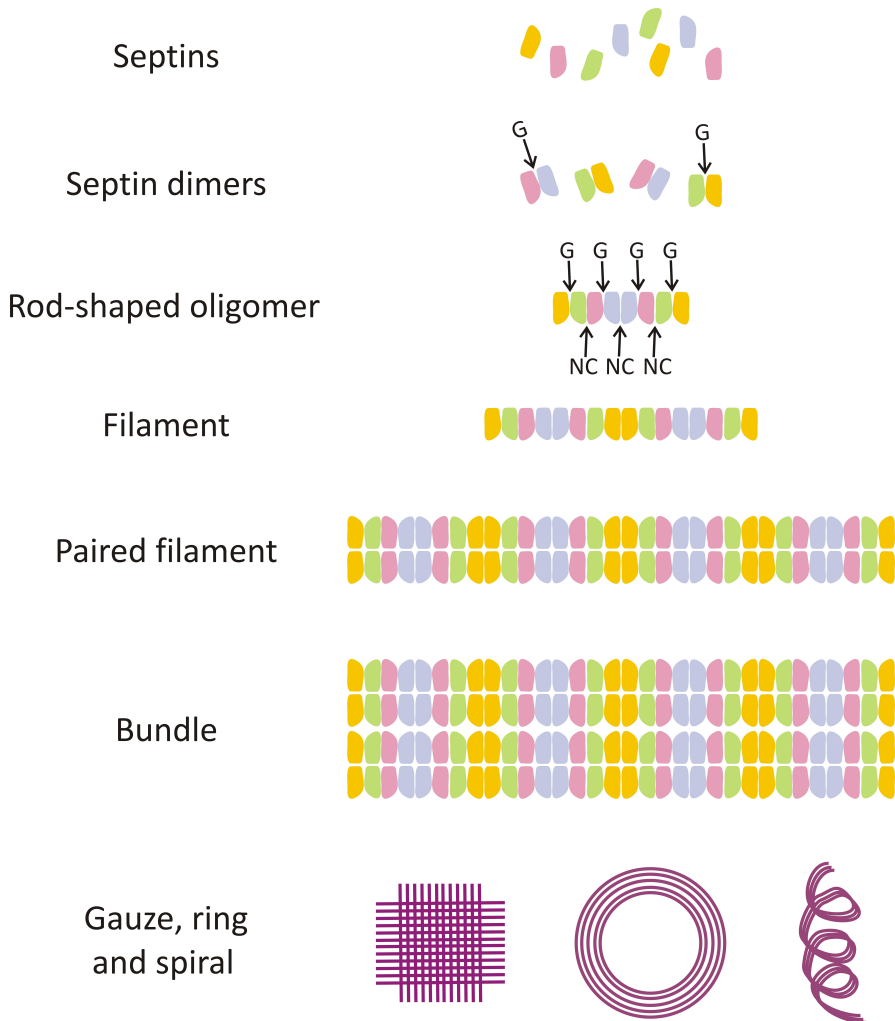 Septins
G
G
Septin dimers
G G G G
Rod-shaped oligomer
NC NC NC
Filament
Paired filament
Bundle
Gauze, ring
and spiral